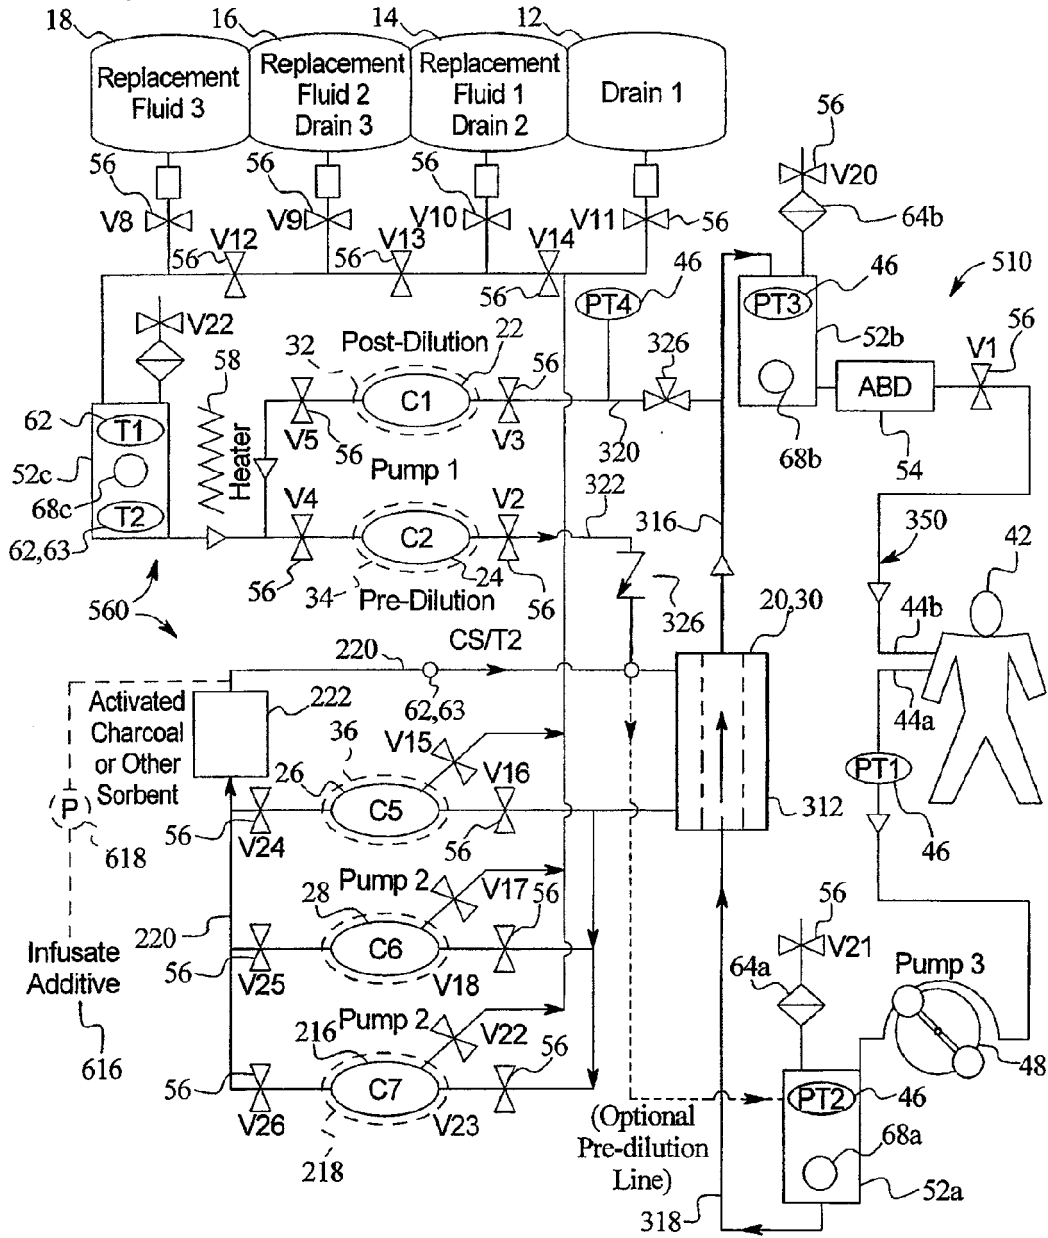 560
18
16
14
12
Replacement
Fluid 3
Replacement
Fluid 2
Drain 3
Replacement
Fluid 1
Drain 2
Drain 1
56
56
56
56
V8
V9
V10
V11
56
V20
64b
V12
56
V13
56
V14
56
46
PT4
46
PT3
510
52b
V1
56
V22
58
32
Post-Dilution
22
56
326
C1
ABD
62
T1
V5
56
V3
320
68b
54
52c
Heater
Pump 1
68c
T2
V4
V2
322
316
350
42
C2
62,63
56
34
24
56
Pre-Dilution
326
20,30
44b
560
CS/T2
220
62,63
44a
Activated
Charcoal
or Other
Sorbent
222
36
V15
V16
PT1
26
C5
312
P
56
V24
56
46
618
Pump 2
28
V17
56
56
220
C6
V21
Infusate
Additive
56
V25
V18
64a
Pump 3
Pump 2
216
V22
56
616
56
C7
48
V26
V23
PT2
46
(Optional
Pre-dilution
Line)
218
68a
52a
318